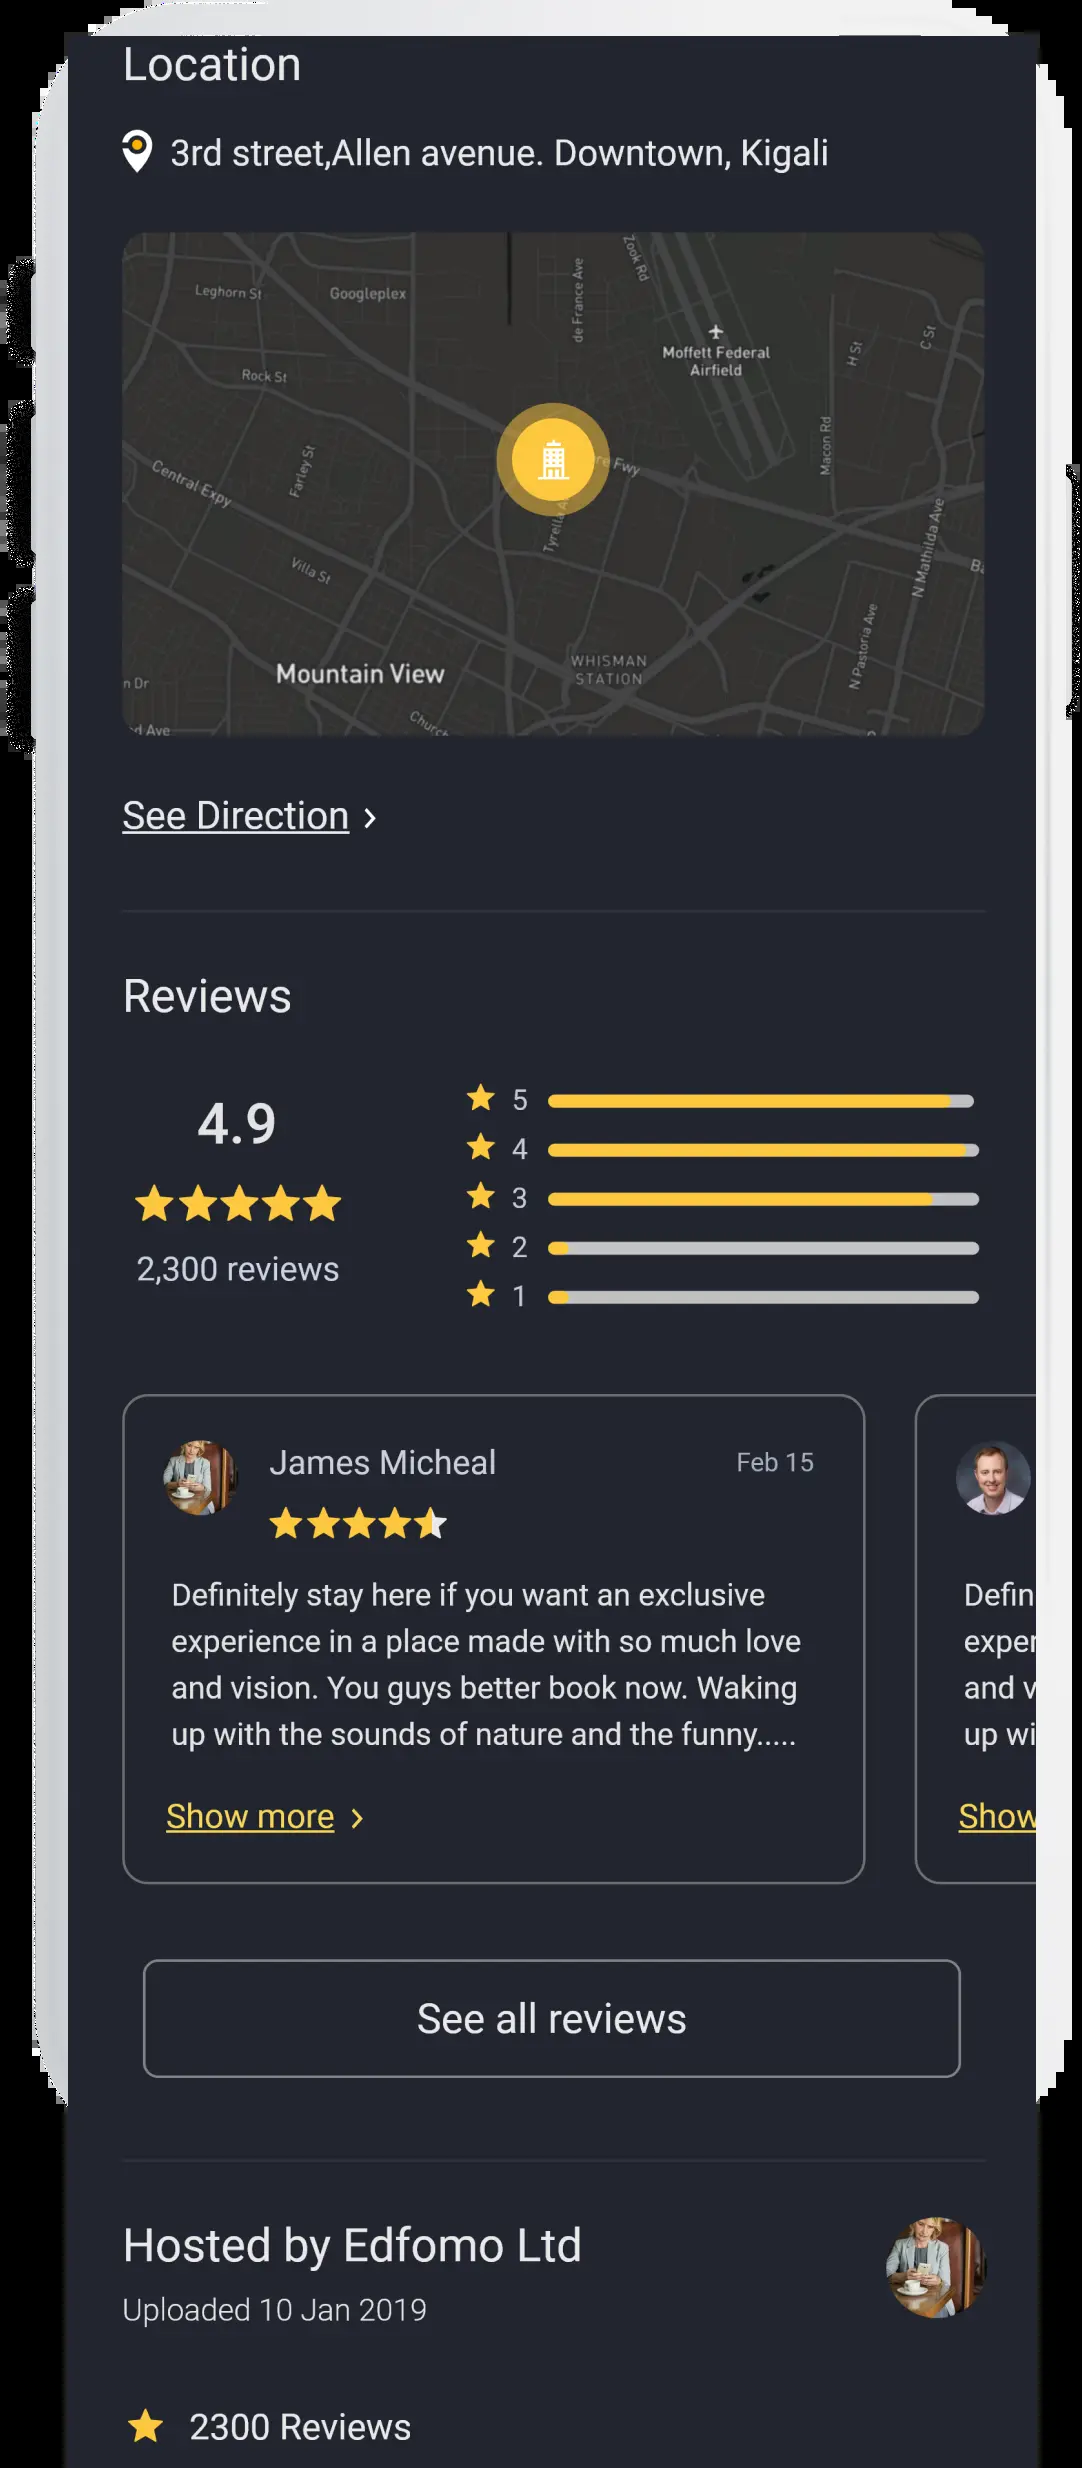 Location
3rd street,Allen avenue. Downtown, Kigali
Zook Rd
de France Ave
Leghorn St
Googleplex
C St
H St
Moffett Federal
Airfield
Rock St
Macon Rd
Farley St
Central Expy
re Fwy
Tyrella A
N Mathilda Ave
Villa St
Ba
N Pastoria Ave
WHISMAN
STATION
Mountain View
n Dr
Church
d Ave
See Direction
Reviews
4.9
2,300 reviews
5
4
3
2
1
James Micheal
Feb 15
Definitely stay here if you want an exclusive
experience in a place made with so much love
and vision. You guys better book now. Waking
up with the sounds of nature and the funny.....
Show more
Defin
exper
and v
up wi
Show
See all reviews
Hosted by Edfomo Ltd
Uploaded 10 Jan 2019
2300 Reviews